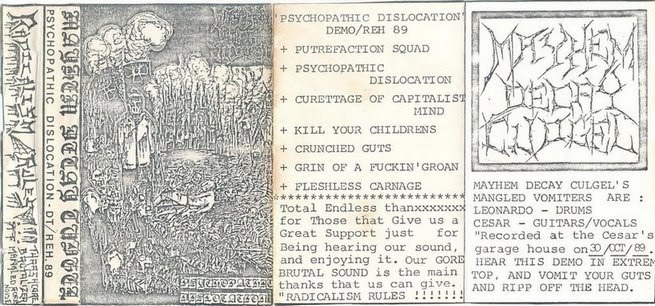 MAYHEM DECAY CULGEL
PSYCHOPATHIC DISLOCATION-DT/REH.89
'PSYCHOPATHIC DISLOCATION'
DEMO/REH 89
+ PUTREFACTION SQUAD
+ PSYCHOPATHIC
DISLOCATION
+ CURETTAGE OF CAPITALIST
MIND
+ KILL YOUR CHILDRENS
+ CRUNCHED GUTS
+ GRIN OF A FUCKIN'GROAN
+ FLESHLESS CARNAGE
*************************
Total Endless thanxxxxxxx
for Those that Give us a
Great Support just for
Being hearing our sound,
and enjoying it. Our GORE
BRUTAL SOUND is the main
thanks that us can give.
"RADICALISM RULES !!!!!!!
MAYHEM
DECAY
CULGEL
MAYHEM DECAY CULGEL'S
MANGLED VOMITERS ARE :
LEONARDO - DRUMS
CESAR - GUITARS/VOCALS
"Recorded at the Cesar's
garage house on 30/OCT/89.
HEAR THIS DEMO IN EXTREM
TOP, AND VOMIT YOUR GUTS
AND RIPP OFF THE HEAD.